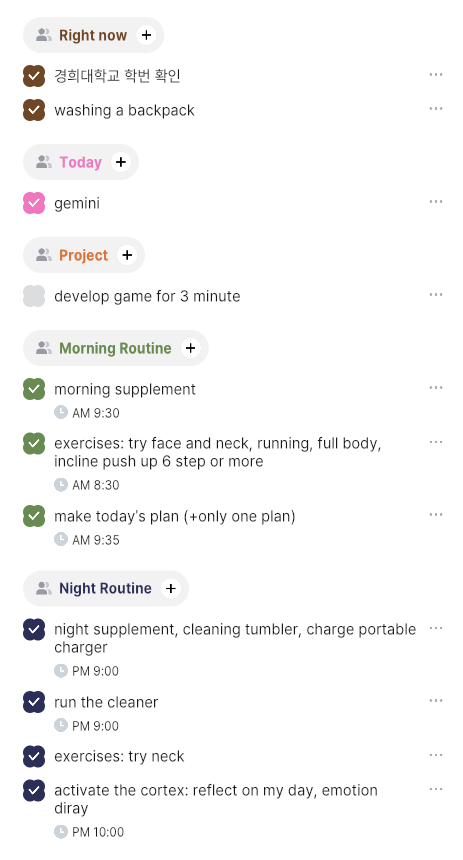 Right now
경희대학교 학번 확인
washing a backpack
Today
gemini
Project
develop game for 3 minute
Morning Routine
morning supplement
AM 9:30
exercises: try face and neck, running, full body,
incline push up 6 step or more
AM 8:30
make today's plan (+only one plan)
AM 9:35
Night Routine
night supplement, cleaning tumbler, charge portable
charger
PM 9:00
run the cleaner
PM 9:00
exercises: try neck
activate the cortex: reflect on my day, emotion
diray
PM 10:00